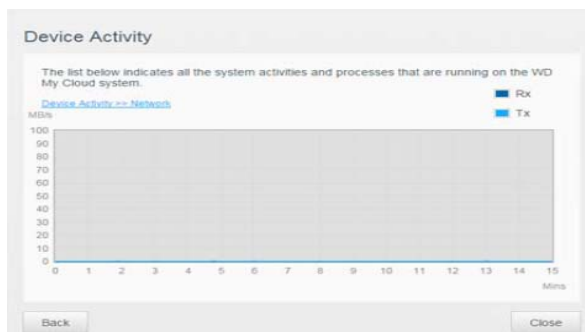 Device Activity
The list below indicates all the system activities and processes that are running on the WD
My Cloud system.
Rx
Device Activity >> Network
Tx
MB/s
100
90
80
70
60
50
40
30
20
10
0
0 1 2 3 4 5 6 7 8 9 10 11 12 13 14 15
Mins
Back Close